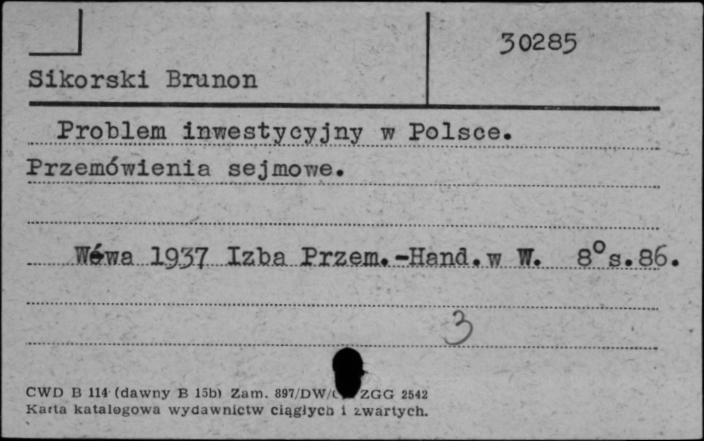 30285
Sikorski Brunon
Problem inwestycyjny w Polsce.
Przemówienia sejmowe.
Wéwa 1937 Izba Przem.-Hand.w W. 8° s.86.
3
CWD B 114 (dawny B 15b) Zam. 897/DW/ ZGG 2542
Karta katalogowa wydawnictw ciągłych i zwartych.